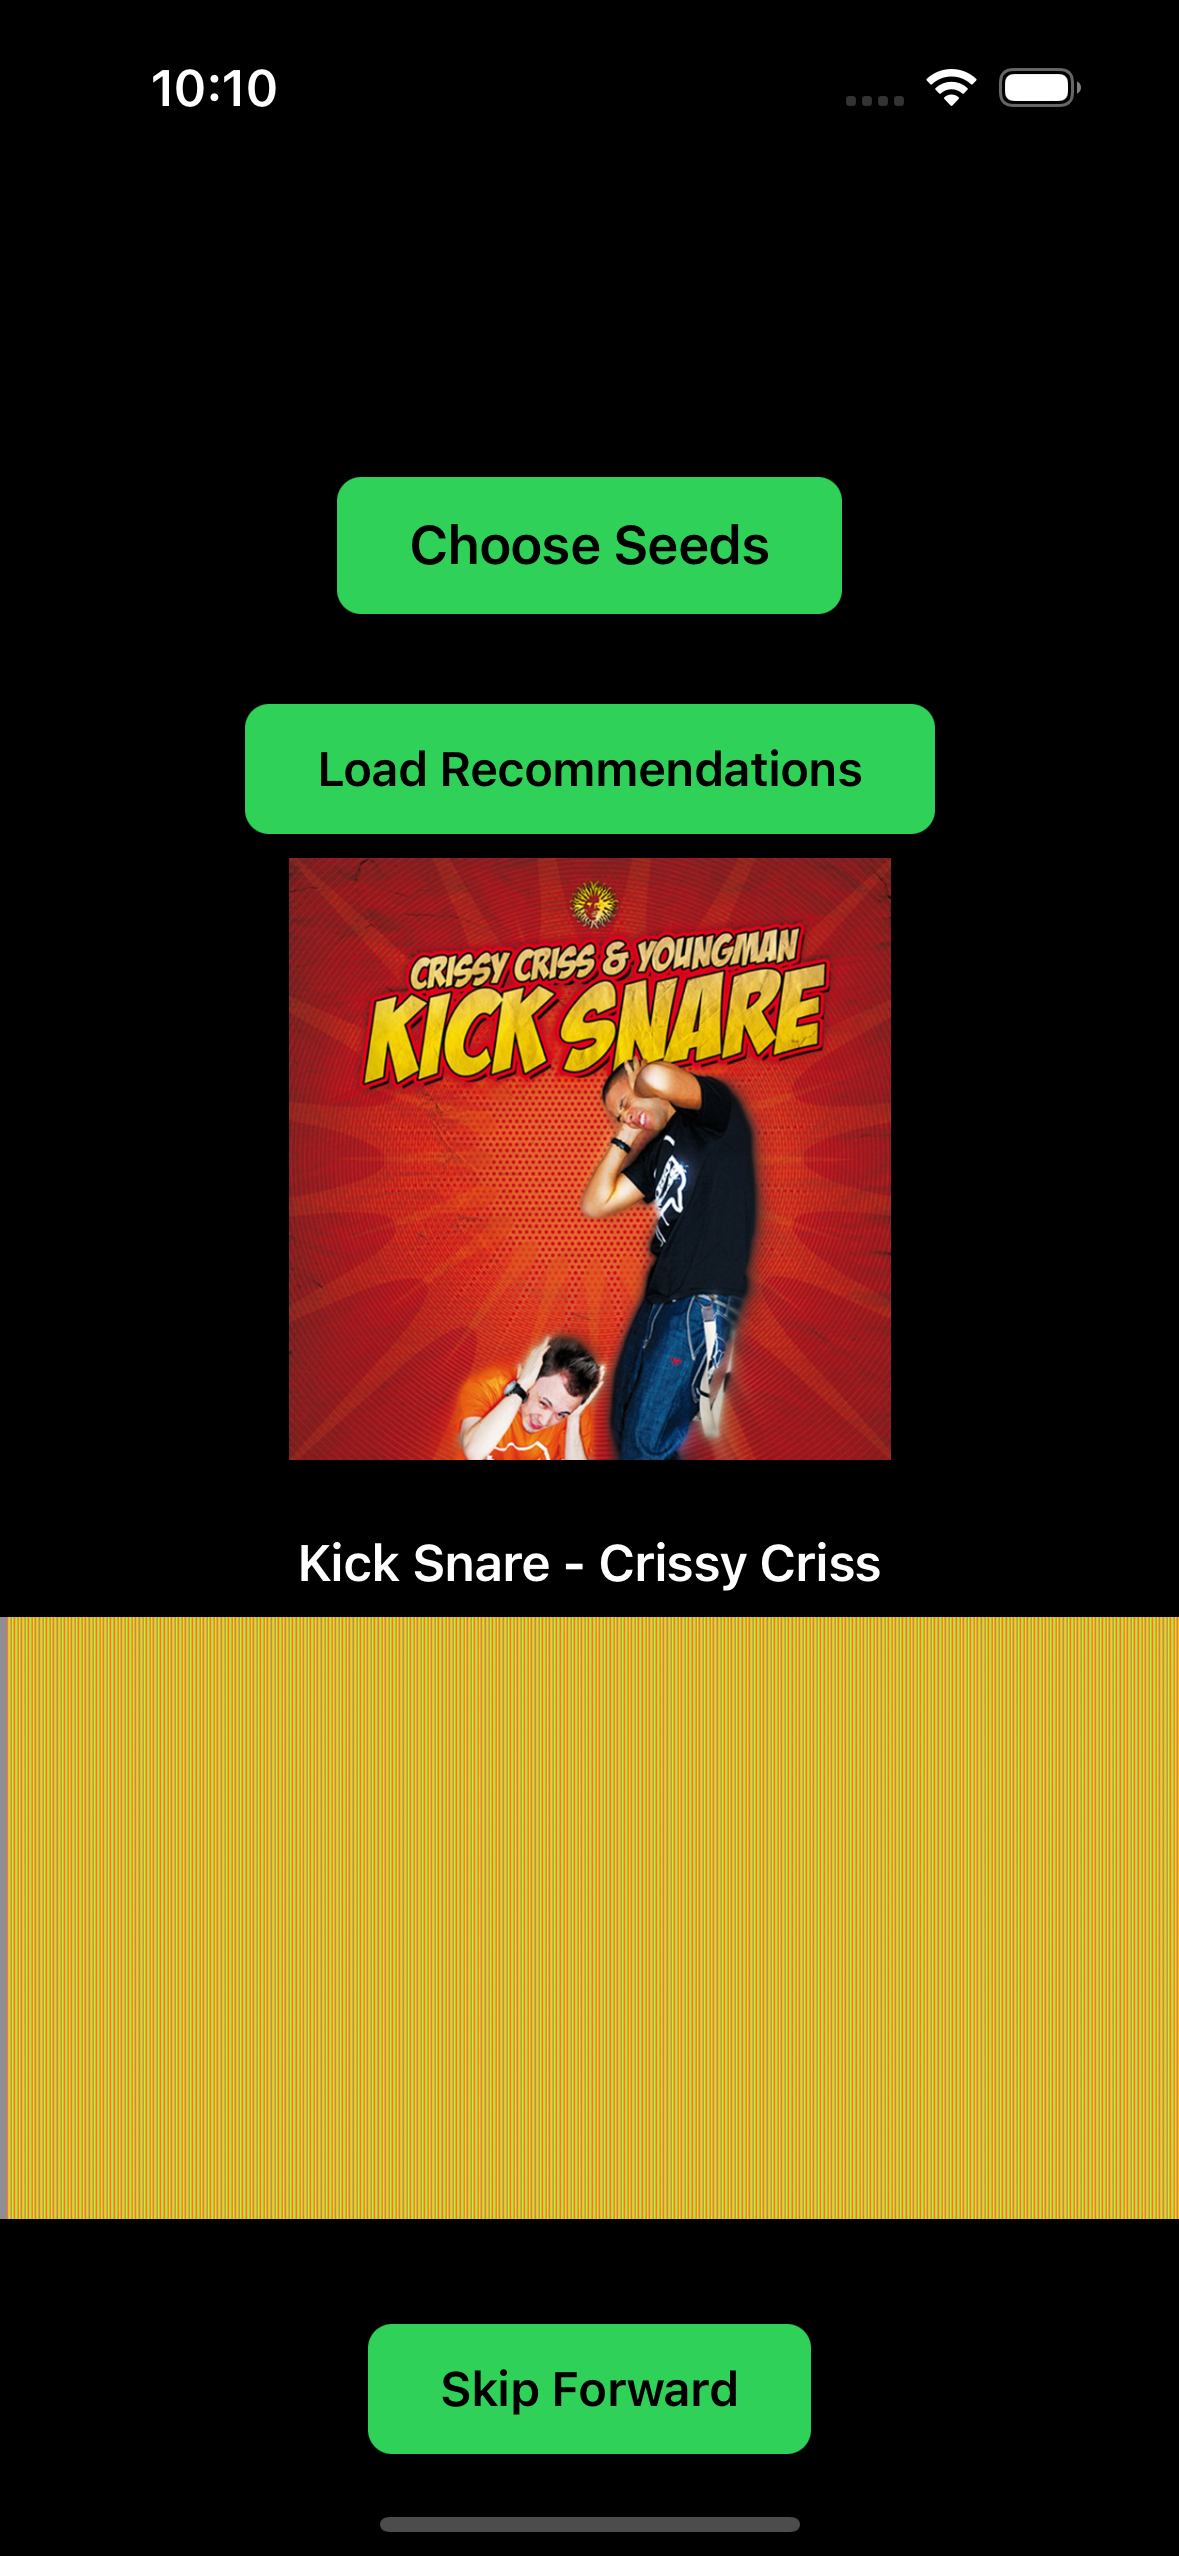 10:10
Choose Seeds
Load Recommendations
CRISSY CRISS & YOUNGMAN
KICK SNARE
Kick Snare - Crissy Criss
Skip Forward